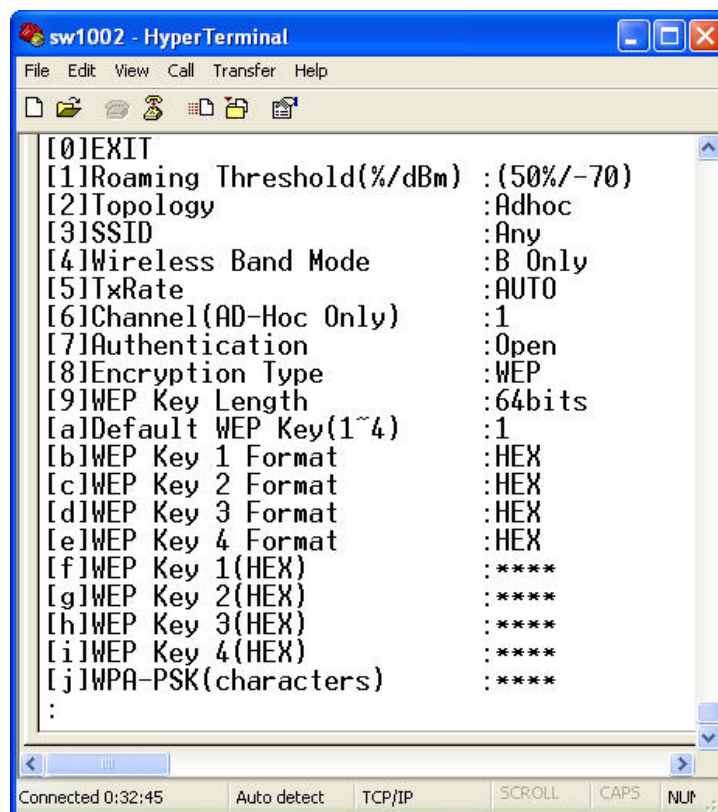 sw1002 - HyperTerminal
File Edit View Call Transfer Help
[0]EXIT
[1]Roaming Threshold(%/dBm) :(50%/-70)
[2]Topology :Adhoc
[3]SSID :Any
[4]Wireless Band Mode :B Only
[5]TxRate :AUTO
[6]Channel(AD-Hoc Only) :1
[7]Authentication :Open
[8]Encryption Type :WEP
[9]WEP Key Length :64bits
[a]Default WEP Key(1~4) :1
[b]WEP Key 1 Format :HEX
[c]WEP Key 2 Format :HEX
[d]WEP Key 3 Format :HEX
[e]WEP Key 4 Format :HEX
[f]WEP Key 1(HEX) :****
[g]WEP Key 2(HEX) :****
[h]WEP Key 3(HEX) :****
[i]WEP Key 4(HEX) :****
[j]WPA-PSK(characters) :****
:
Connected 0:32:45 Auto detect TCP/IP SCROLL CAPS